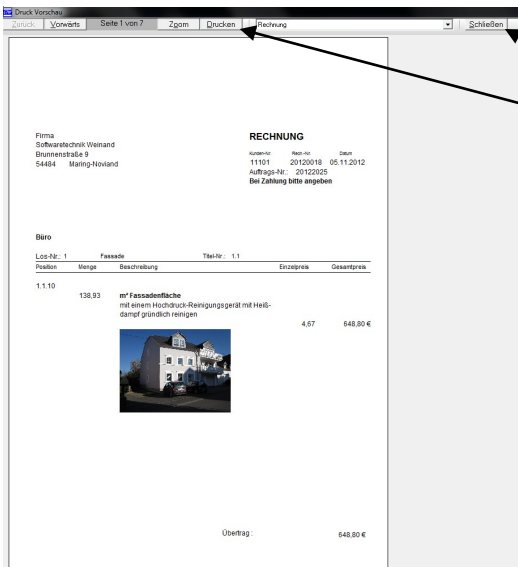 Druck Vorschau
Zurück Vorwärts Seite 1 von 7 Zoom Drucken Rechnung Schließen
Firma
Softwaretechnik Weinand
Brunnenstraße 9
54484 Maring-Noviand
RECHNUNG
Kunden-Nr. Rech.-Nr. Datum
11101 20120018 05.11.2012
Auftrags-Nr.: 20122025
Bei Zahlung bitte angeben
Büro
Los-Nr.: 1 Fassade Titel-Nr.: 1.1
Position Menge Beschreibung Einzelpreis Gesamtpreis
1.1.10
138,93 m² Fassadenfläche
mit einem Hochdruck-Reinigungsgerät mit Heiß-
dampf gründlich reinigen
4,67 648,80 €
Übertrag : 648,80 €